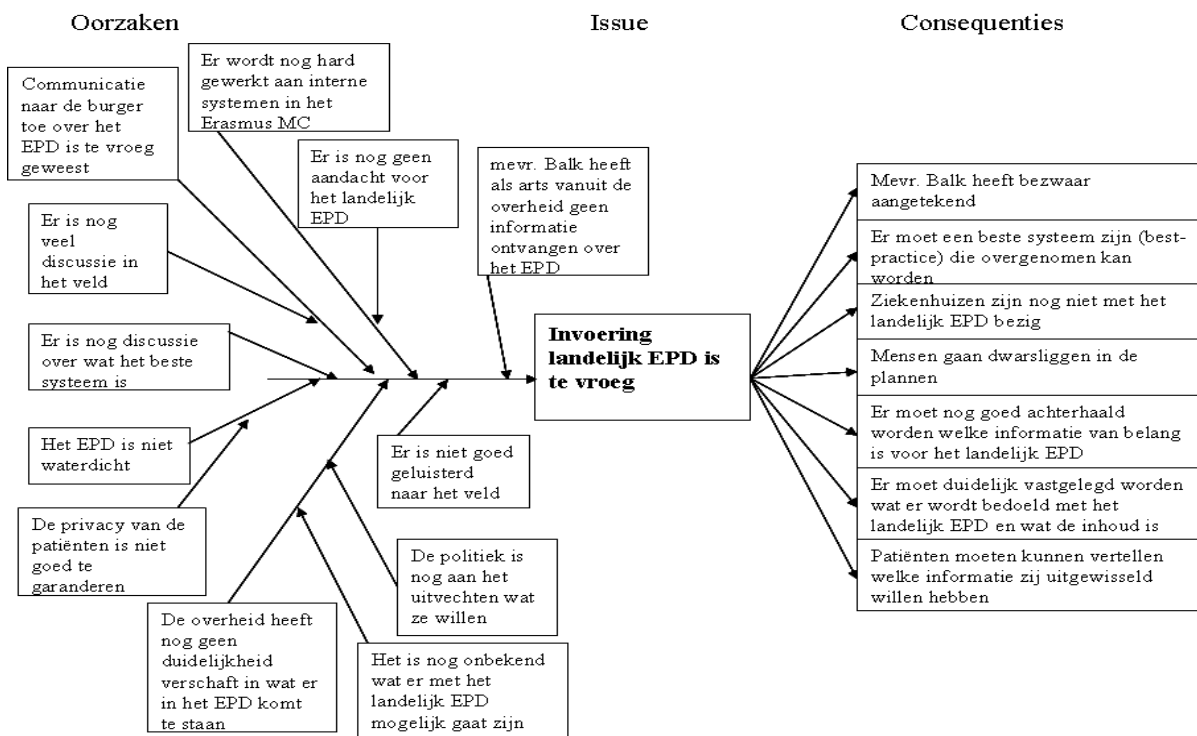 Oorzaken
Issue
Consequenties
Communicatie
naar de burger
toe over het
EPD is te vroeg
geweest
Er wordt nog hard
gewerkt aan interne
systemen in het
Erasmus MC
Er is nog geen
aandacht voor
het landelijk
EPD
mevr. Balk heeft
als arts vanuit de
overheid geen
informatie
ontvangen over
het EPD
Er is nog
veel
discussie in
het veld
Er is nog discussie
over wat het beste
systeem is
Het EPD is niet
waterdicht
De privacy van de
patiënten is niet
goed te
garanderen
De overheid heeft
nog geen
duidelijkheid
verschaft in wat er
in het EPD komt
te staan
Het is nog onbekend
wat er met het
landelijk EPD
mogelijk gaat zijn
De politiek is
nog aan het
uitvechten wat
ze willen
Er is niet goed
geluisterd
naar het veld
Invoering
landelijk EPD is
te vroeg
Mevr. Balk heeft bezwaar
aangetekend
Er moet een beste systeem zijn (best-
practice) die overgenomen kan
worden
Ziekenhuizen zijn nog niet met het
landelijk EPD bezig
Mensen gaan dwarsliggen in de
plannen
Er moet nog goed achterhaald
worden welke informatie van belang
is voor het landelijk EPD
Er moet duidelijk vastgelegd worden
wat er wordt bedoeld met het
landelijk EPD en wat de inhoud is
Patiënten moeten kunnen vertellen
welke informatie zij uitgewisseld
willen hebben